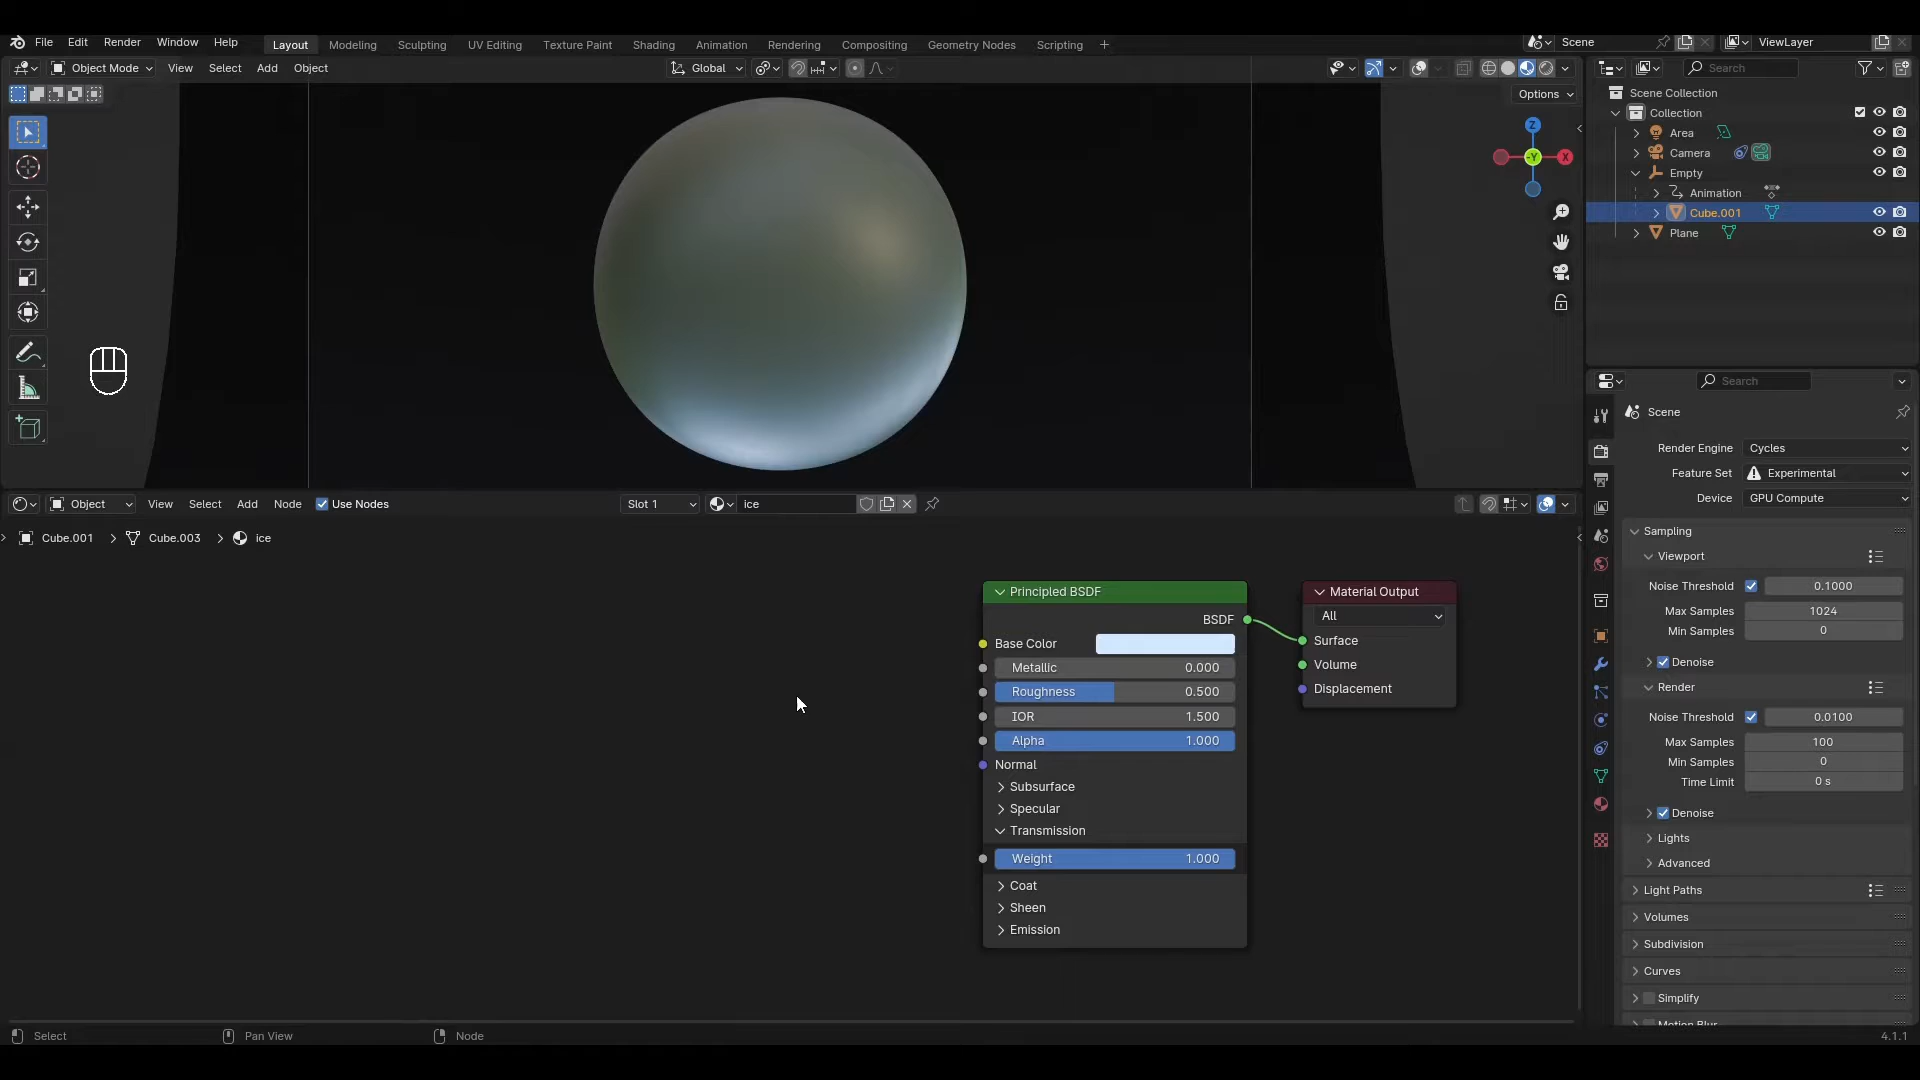 File Edit Render Window Help Layout Modeling Sculpting UV Editing Texture Paint Shading Animation Rendering Compositing Geometry Nodes Scripting + Scene ViewLayer
Object Mode View Select Add Object Global Search
Options
Scene Collection
Collection
Area
Camera
Empty
Animation
Cube.001
Plane
Z
-Y X
Search
Scene
Render Engine Cycles
Feature Set Experimental
Device GPU Compute
Sampling
Viewport
Noise Threshold 0.1000
Max Samples 1024
Min Samples 0
Denoise
Render
Noise Threshold 0.0100
Max Samples 100
Min Samples 0
Time Limit 0 s
Denoise
Lights
Advanced
Light Paths
Volumes
Subdivision
Curves
Simplify
Motion Blur
Object View Select Add Node Use Nodes Slot 1 ice
Cube.001 > Cube.003 > ice
Principled BSDF
BSDF
Base Color
Metallic 0.000
Roughness 0.500
IOR 1.500
Alpha 1.000
Normal
Subsurface
Specular
Transmission
Weight 1.000
Coat
Sheen
Emission
Material Output
All
Surface
Volume
Displacement
Select Pan View Node 4.1.1